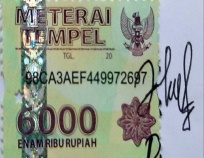 METERAI
TEMPEL
TGL. 20
98CA3AEF449972697
6000
ENAM RIBU RUPIAH